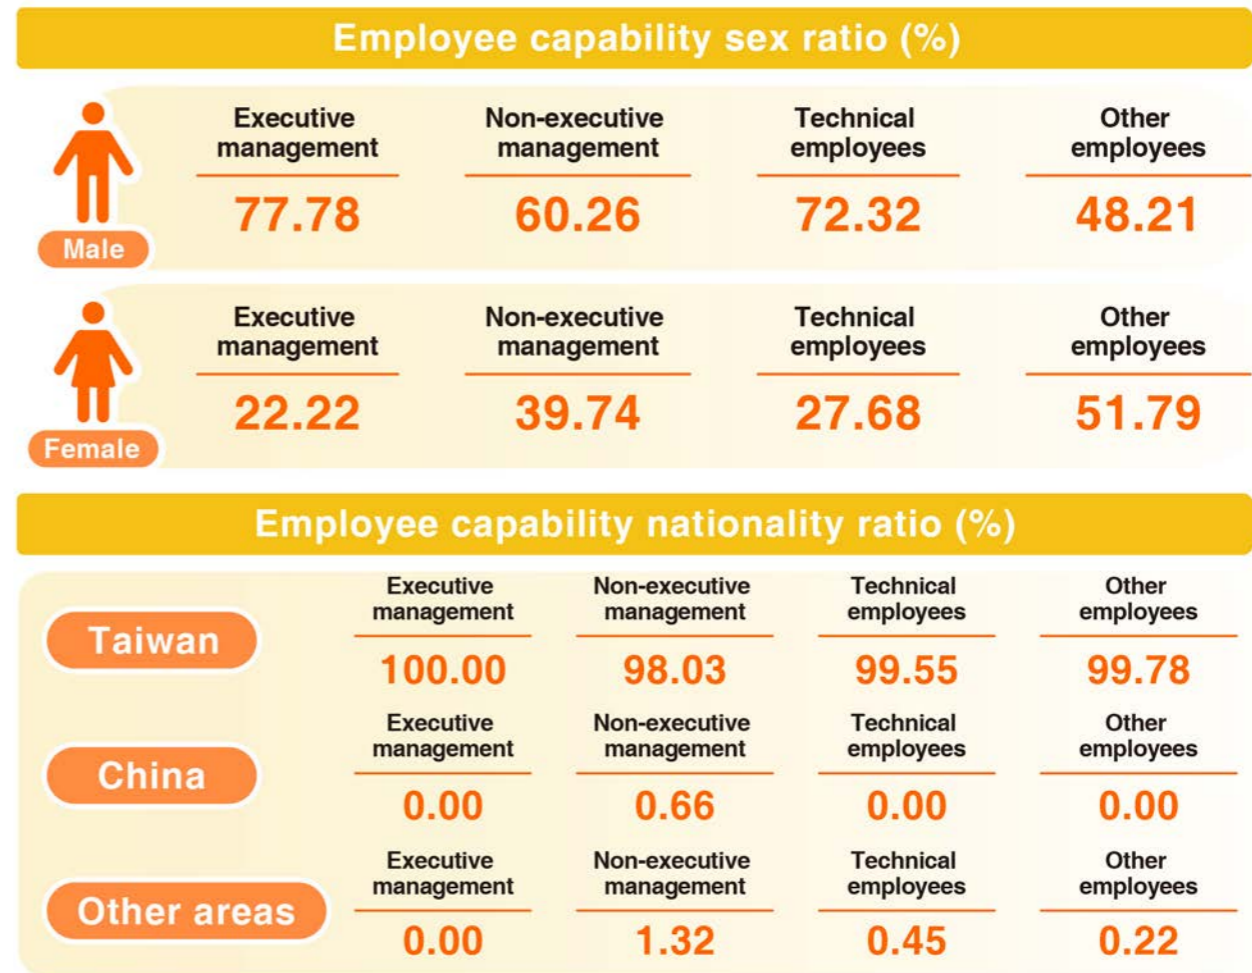 Employee capability sex ratio (%)
Executive management
Non-executive management
Technical employees
Other employees
77.78
60.26
72.32
48.21
Male
Executive management
Non-executive management
Technical employees
Other employees
22.22
39.74
27.68
51.79
Female
Employee capability nationality ratio (%)
Taiwan
Executive management
Non-executive management
Technical employees
Other employees
100.00
98.03
99.55
99.78
China
Executive management
Non-executive management
Technical employees
Other employees
0.00
0.66
0.00
0.00
Other areas
Executive management
Non-executive management
Technical employees
Other employees
0.00
1.32
0.45
0.22